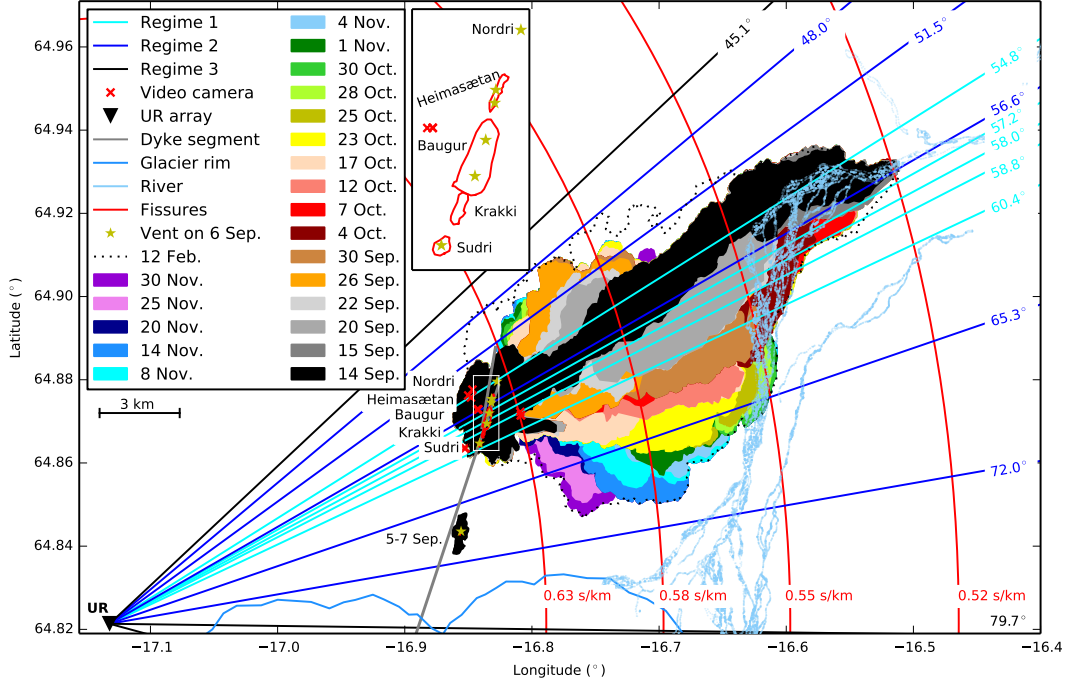 64.96
64.94
64.92
64.90
64.88
64.86
64.84
64.82
Latitude (°)
Regime 1
Regime 2
Regime 3
Video camera
UR array
Dyke segment
Glacier rim
River
Fissures
Vent on 6 Sep.
12 Feb.
30 Nov.
25 Nov.
20 Nov.
14 Nov.
8 Nov.
4 Nov.
1 Nov.
30 Oct.
28 Oct.
25 Oct.
23 Oct.
17 Oct.
12 Oct.
7 Oct.
4 Oct.
30 Sep.
26 Sep.
22 Sep.
20 Sep.
15 Sep.
14 Sep.
3 km
Nordri
Heimasætan
Baugur
Krakki
Sudri
45.1°
48.0°
51.5°
54.8°
56.6°
57.2°
58.0°
58.8°
60.4°
65.3°
72.0°
79.7°
Nordri
Heimasætan
Baugur
Krakki
Sudri
5-7 Sep.
UR
0.63 s/km
0.58 s/km
0.55 s/km
0.52 s/km
−17.1
−17.0
−16.9
−16.8
−16.7
−16.6
−16.5
−16.4
Longitude (°)